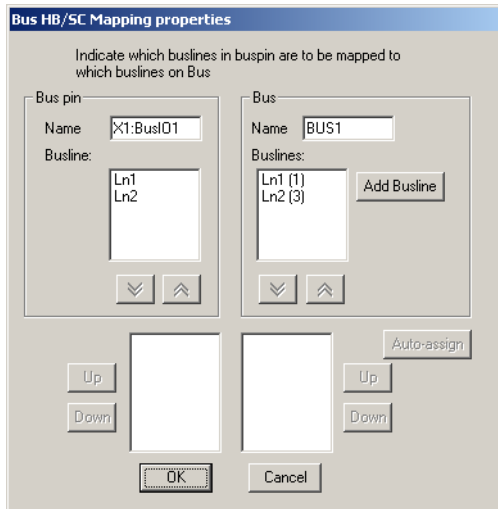 Bus HB/SC Mapping properties
Indicate which buslines in buspin are to be mapped to
which buslines on Bus
Bus pin
Name X1:BusIO1
Busline:
Ln1
Ln2
Bus
Name BUS1
Buslines:
Ln1 (1)
Ln2 (3)
Add Busline
Auto-assign
Up
Down
Up
Down
OK
Cancel